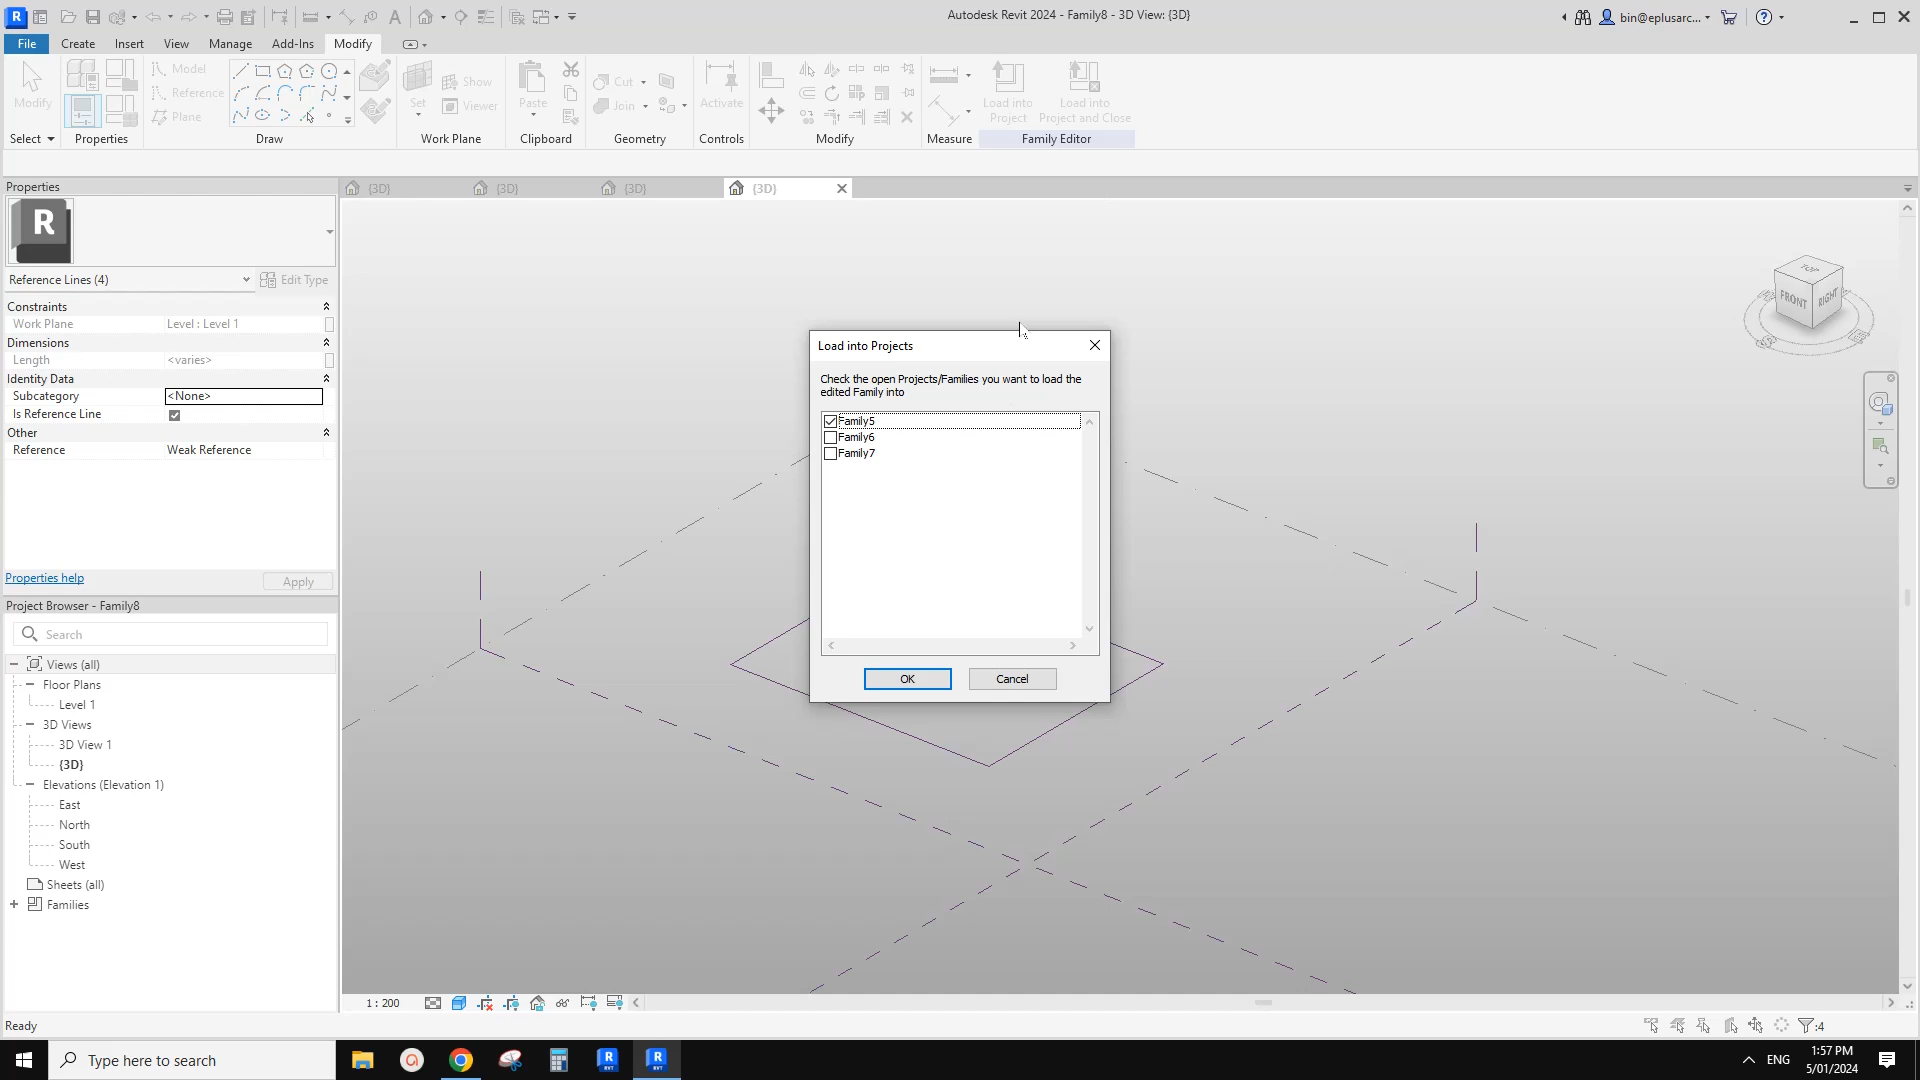 Autodesk Revit 2024 - Family8 - 3D View: {3D}
bin@eplusarc...
File Create Insert View Manage Add-Ins Modify
Modify
Model
Reference
Plane
Set
Show
Viewer
Paste
Cut
Join
Activate
Load into Project
Load into Project and Close
Select Properties Draw Work Plane Clipboard Geometry Controls Modify Measure Family Editor
Properties
{3D} {3D} {3D} {3D}
R
Reference Lines (4) Edit Type
Constraints
Work Plane Level : Level 1
Dimensions
Length <varies>
Identity Data
Subcategory <None>
Is Reference Line
Other
Reference Weak Reference
Properties help Apply
Project Browser - Family8
Search
Views (all)
Floor Plans
Level 1
3D Views
3D View 1
{3D}
Elevations (Elevation 1)
East
North
South
West
Sheets (all)
Families
TOP
FRONT
RIGHT
Load into Projects
Check the open Projects/Families you want to load the
edited Family into
Family5
Family6
Family7
OK Cancel
1 : 200
Ready
:4
Type here to search
ENG
1:57 PM
5/01/2024